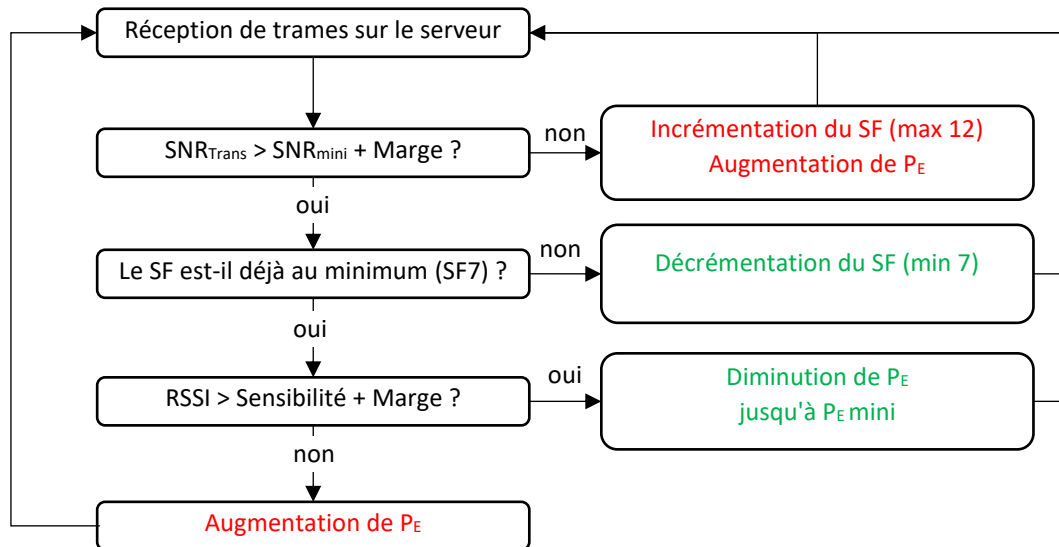 Réception de trames sur le serveur
SNRTrans > SNRmini + Marge ?
non
Incrémentation du SF (max 12)
Augmentation de PE
oui
Le SF est-il déjà au minimum (SF7) ?
non
Décrémentation du SF (min 7)
oui
RSSI > Sensibilité + Marge ?
oui
Diminution de PE
jusqu'à PE mini
non
Augmentation de PE